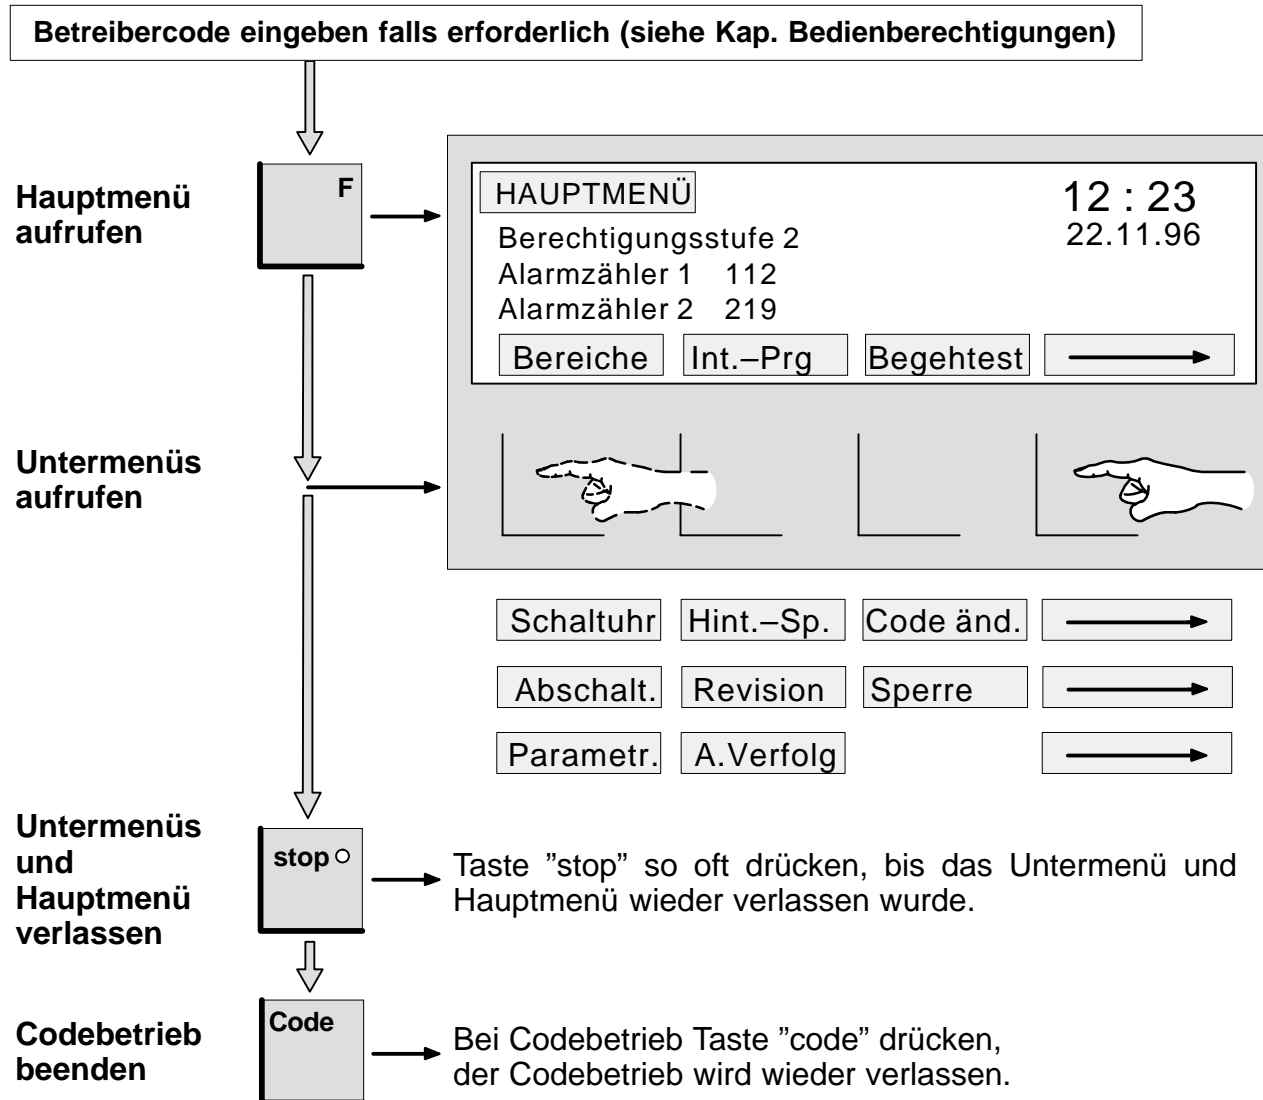 Betreibercode eingeben falls erforderlich (siehe Kap. Bedienberechtigungen)
Hauptmenü
aufrufen
F
HAUPTMENÜ
12 : 23
Berechtigungsstufe 2
22.11.96
Alarmzähler 1 112
Alarmzähler 2 219
Bereiche Int.–Prg Begehtest
Untermenüs
aufrufen
Schaltuhr Hint.–Sp. Code änd.
Abschalt. Revision Sperre
Parametr. A.Verfolg
Untermenüs
und
Hauptmenü
verlassen
stop
Taste ”stop” so oft drücken, bis das Untermenü und
Hauptmenü wieder verlassen wurde.
Codebetrieb
beenden
Code
Bei Codebetrieb Taste ”code” drücken,
der Codebetrieb wird wieder verlassen.